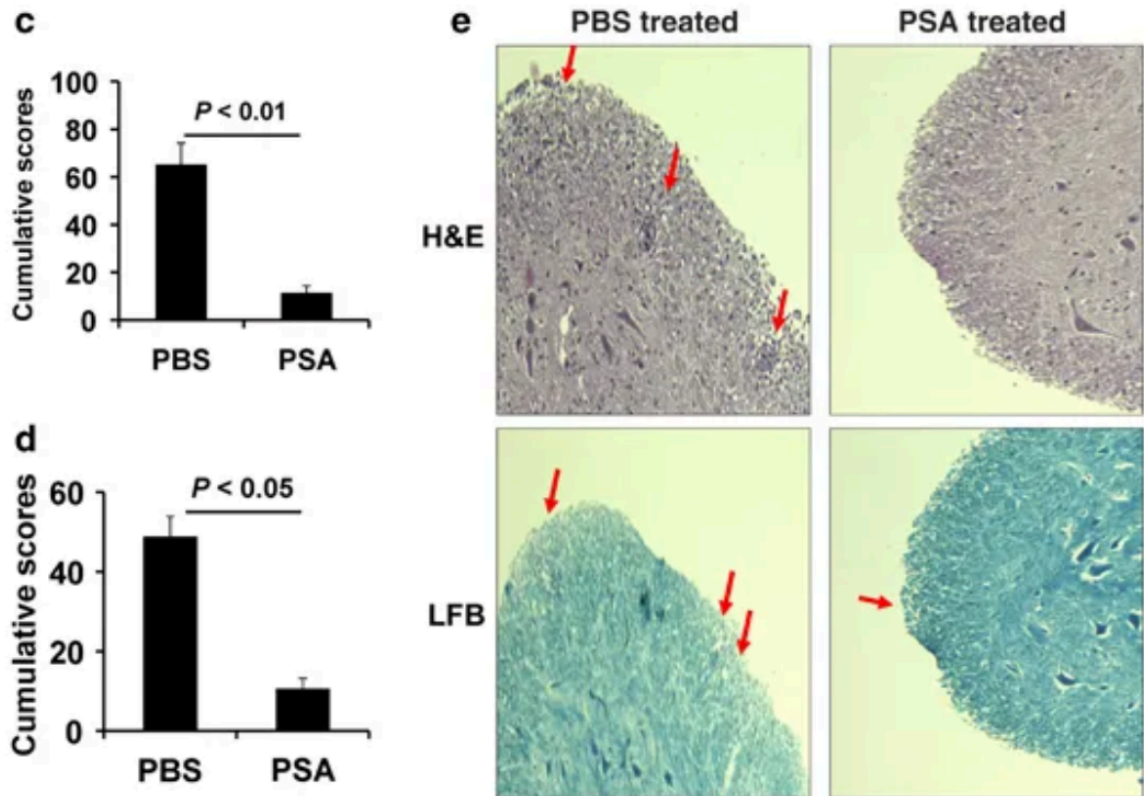 c
Cumulative scores
100
80
60
40
20
0
P < 0.01
PBS PSA
d
Cumulative scores
60
40
20
0
P < 0.05
PBS PSA
e
PBS treated PSA treated
H&E
LFB